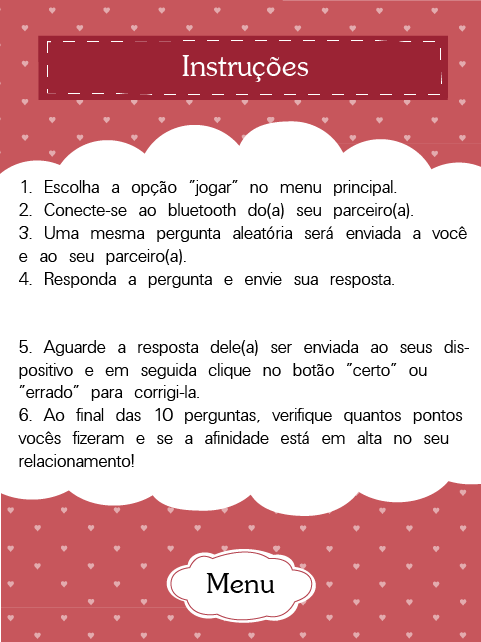 Instruções
1. Escolha a opção "jogar" no menu principal.
2. Conecte-se ao bluetooth do(a) seu parceiro(a).
3. Uma mesma pergunta aleatória será enviada a você
e ao seu parceiro(a).
4. Responda a pergunta e envie sua resposta.
5. Aguarde a resposta dele(a) ser enviada ao seus dis-
positivo e em seguida clique no botão "certo" ou
"errado" para corrigi-la.
6. Ao final das 10 perguntas, verifique quantos pontos
vocês fizeram e se a afinidade está em alta no seu
relacionamento!
Menu